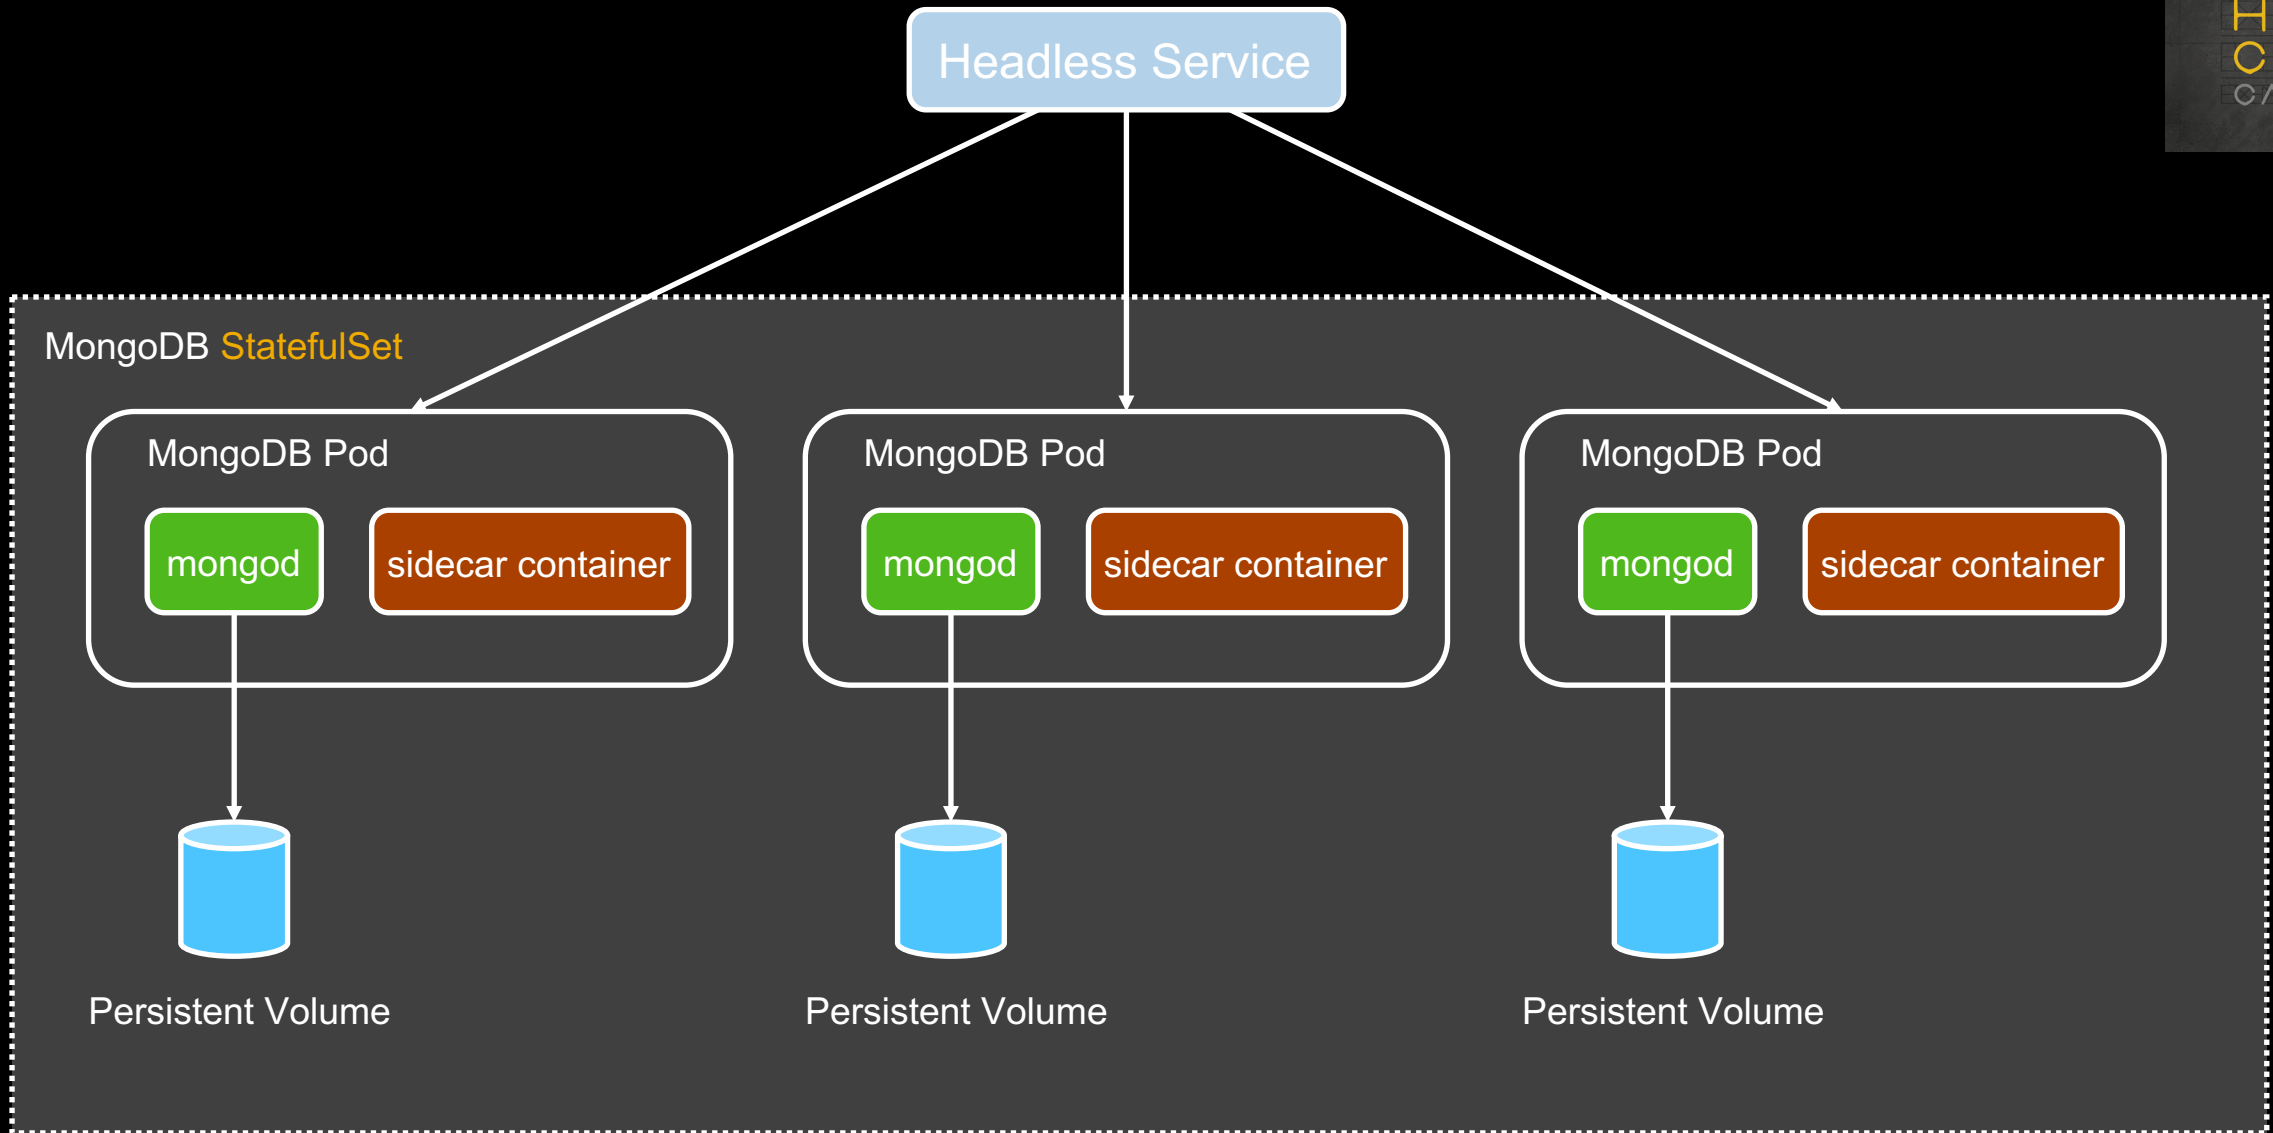 Headless Service
MongoDB StatefulSet
MongoDB Pod
mongod
sidecar container
Persistent Volume
MongoDB Pod
mongod
sidecar container
Persistent Volume
MongoDB Pod
mongod
sidecar container
Persistent Volume